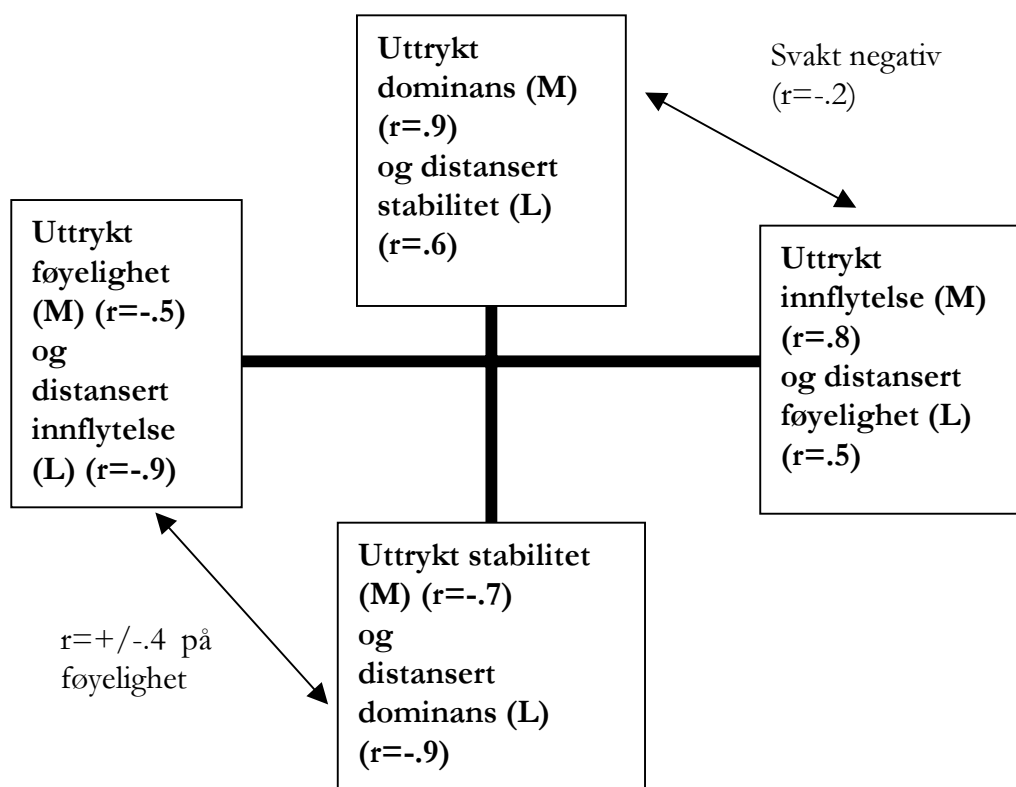 Uttrykt
dominans (M)
(r=.9)
og distansert
stabilitet (L)
(r=.6)
Svakt negativ
(r=-.2)
Uttrykt
føyelighet
(M) (r=-.5)
og
distansert
innflytelse
(L) (r=-.9)
Uttrykt
innflytelse (M)
(r=.8)
og distansert
føyelighet (L)
(r=.5)
Uttrykt stabilitet
(M) (r=-.7)
og
distansert
dominans (L)
(r=-.9)
r=+/-.4 på
føyelighet